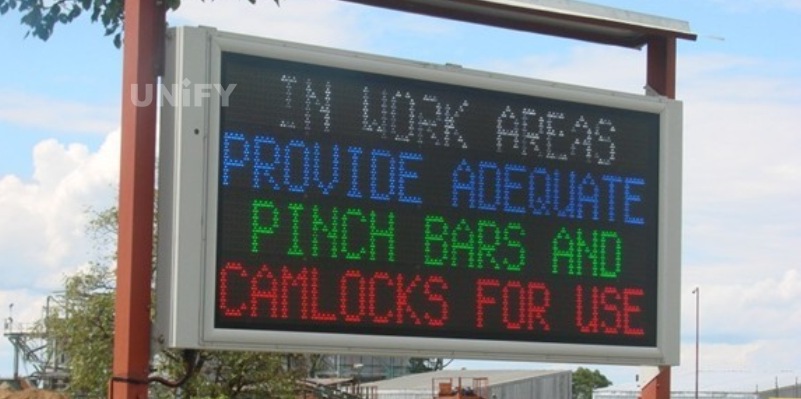 UNiFY
IN WORK AREAS
PROVIDE ADEQUATE
PINCH BARS AND
CAMLOCKS FOR USE